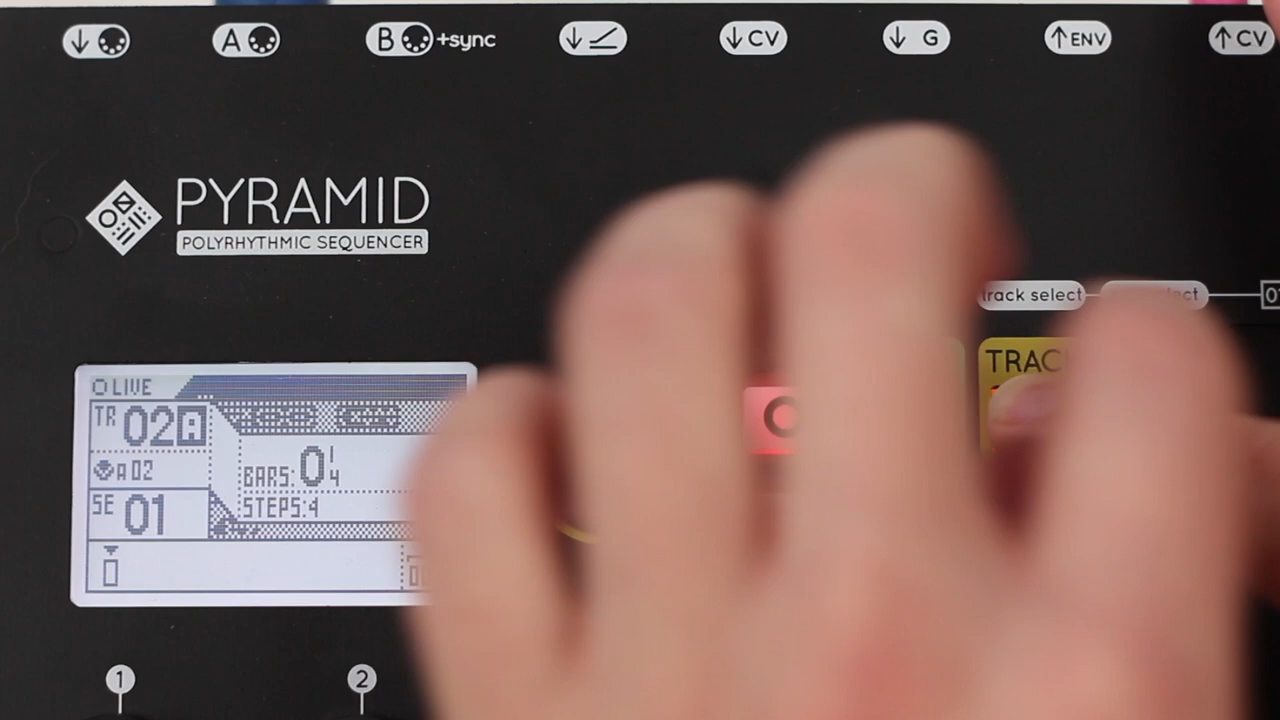 A
B +sync
CV
G
ENV
CV
PYRAMID
POLYRHYTHMIC SEQUENCER
track select
LIVE
TR 02A
A02
SE 01
BARS:0 1/4
STEPS:4
1
2